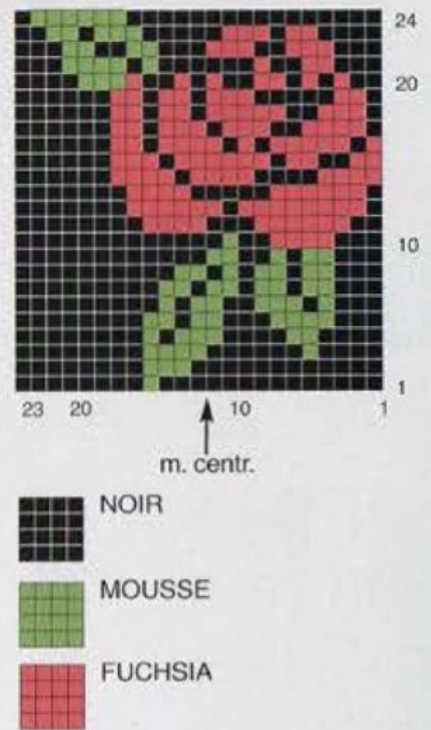 24
20
10
1
23 20 10 1
m. centr.
NOIR
MOUSSE
FUCHSIA